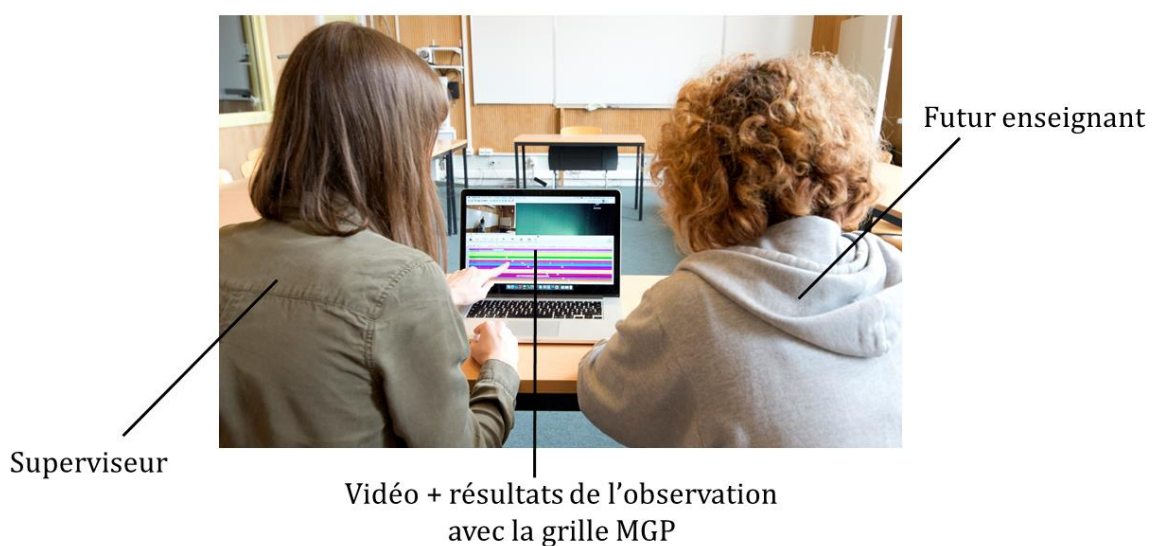 Futur enseignant
Superviseur
Vidéo + résultats de l’observation
avec la grille MGP